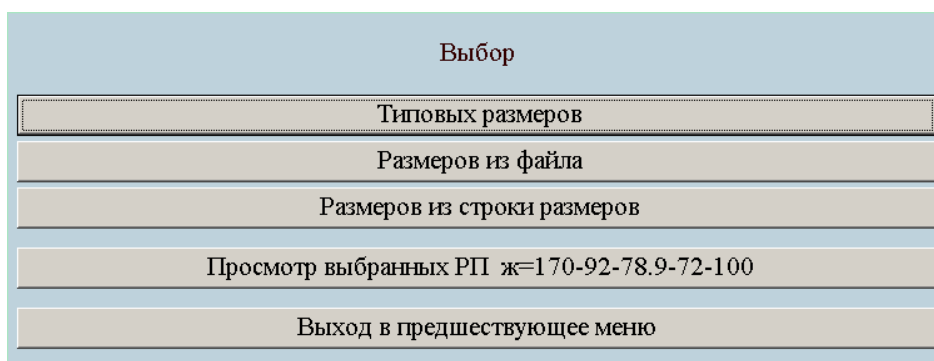 Выбор
Типовых размеров
Размеров из файла
Размеров из строки размеров
Просмотр выбранных РП ж=170-92-78.9-72-100
Выход в предшествующее меню